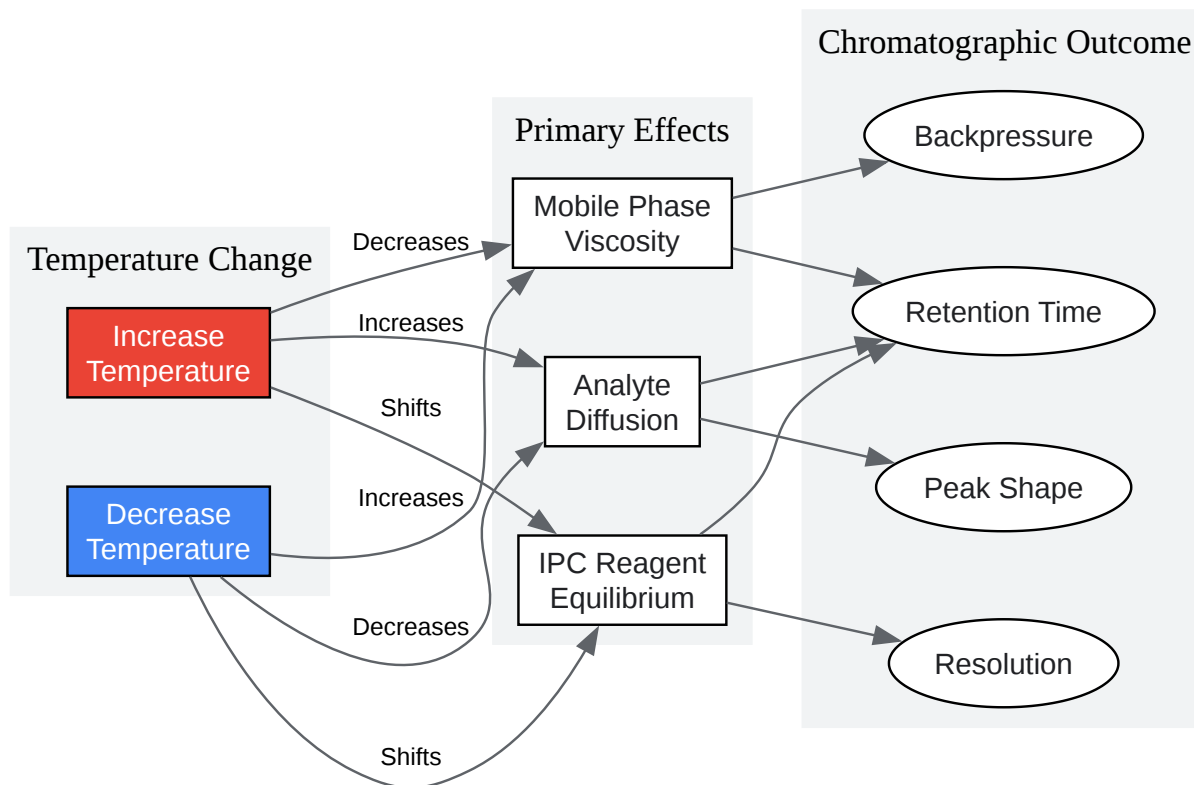 Temperature Change
Increase
Temperature
Decrease
Temperature
Decreases
Increases
Shifts
Increases
Decreases
Shifts
Primary Effects
Mobile Phase
Viscosity
Analyte
Diffusion
IPC Reagent
Equilibrium
Chromatographic Outcome
Backpressure
Retention Time
Peak Shape
Resolution